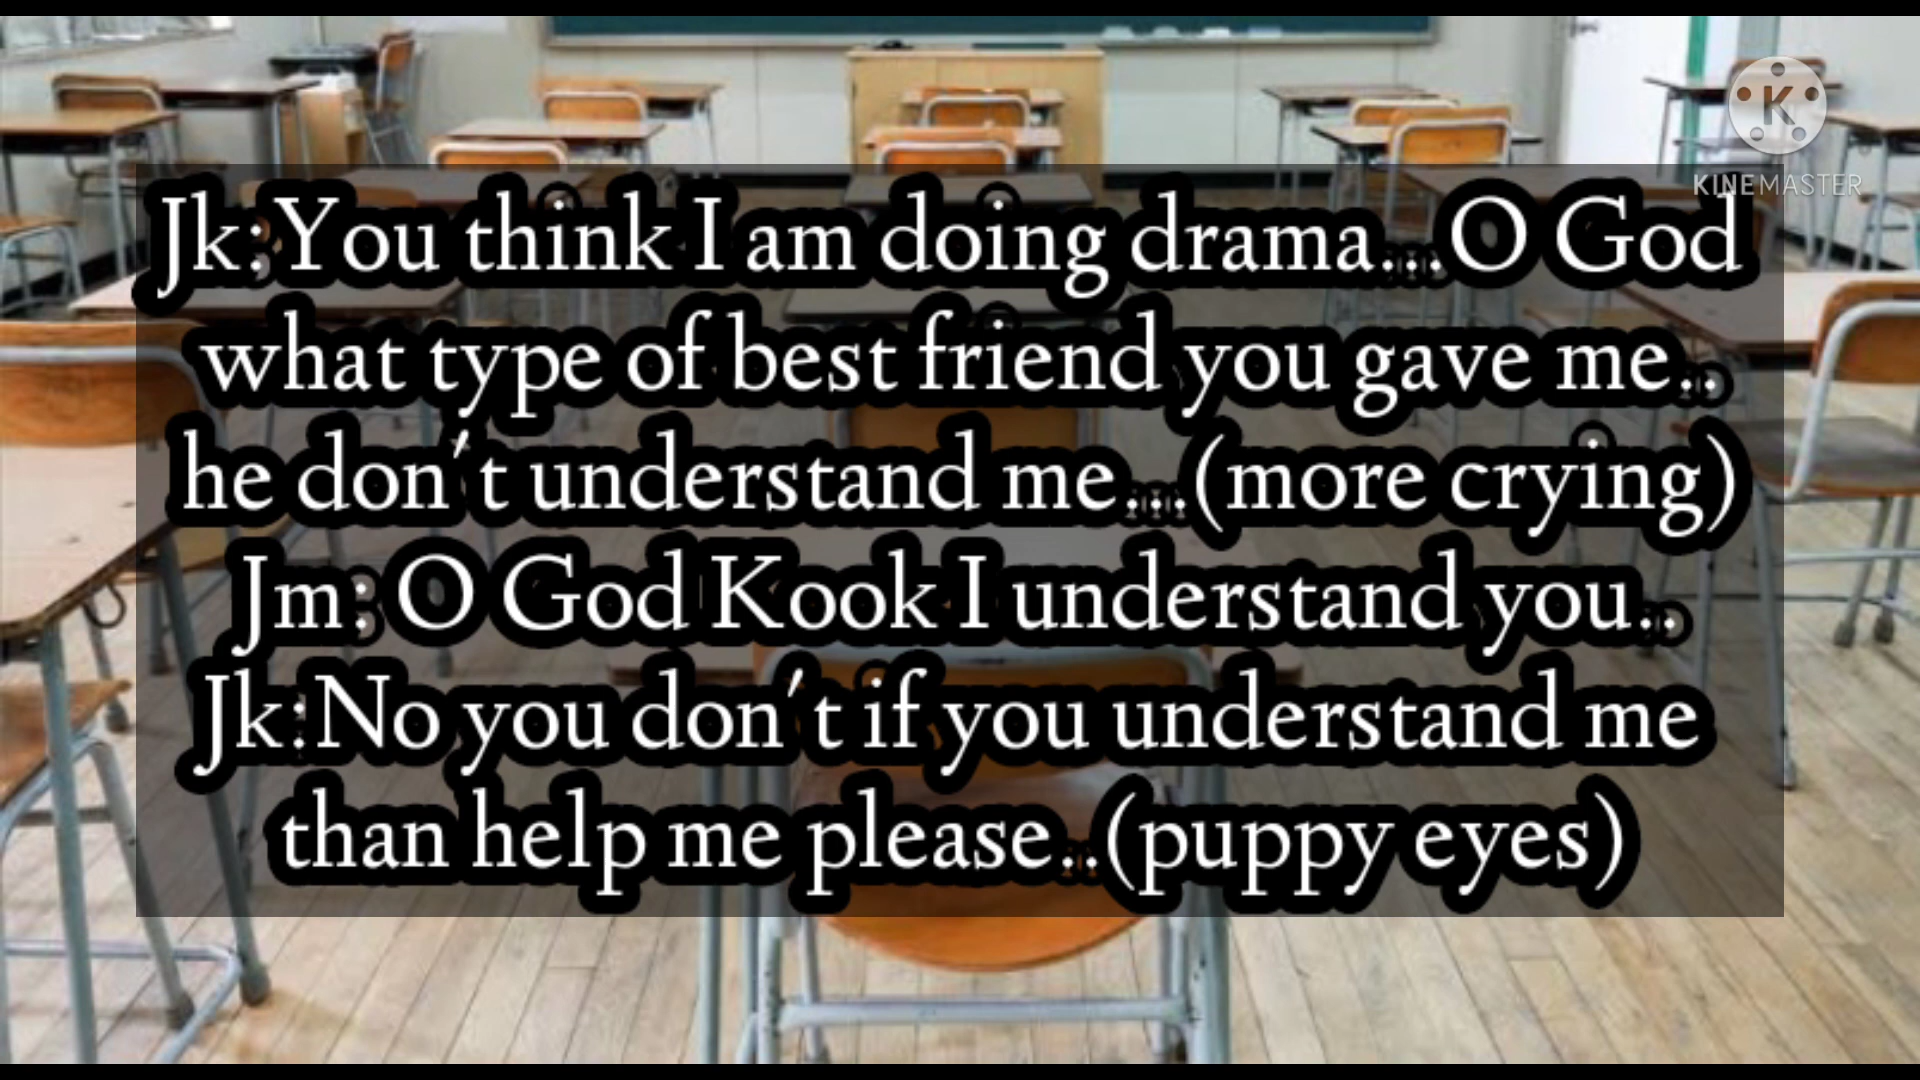 Jk:You think I am doing drama....O God
what type of best friend you gave me..
he don't understand me....(more crying)
Jm: O God Kook I understand you..
Jk:No you don't if you understand me
than help me please..(puppy eyes)
K
KINEMASTER